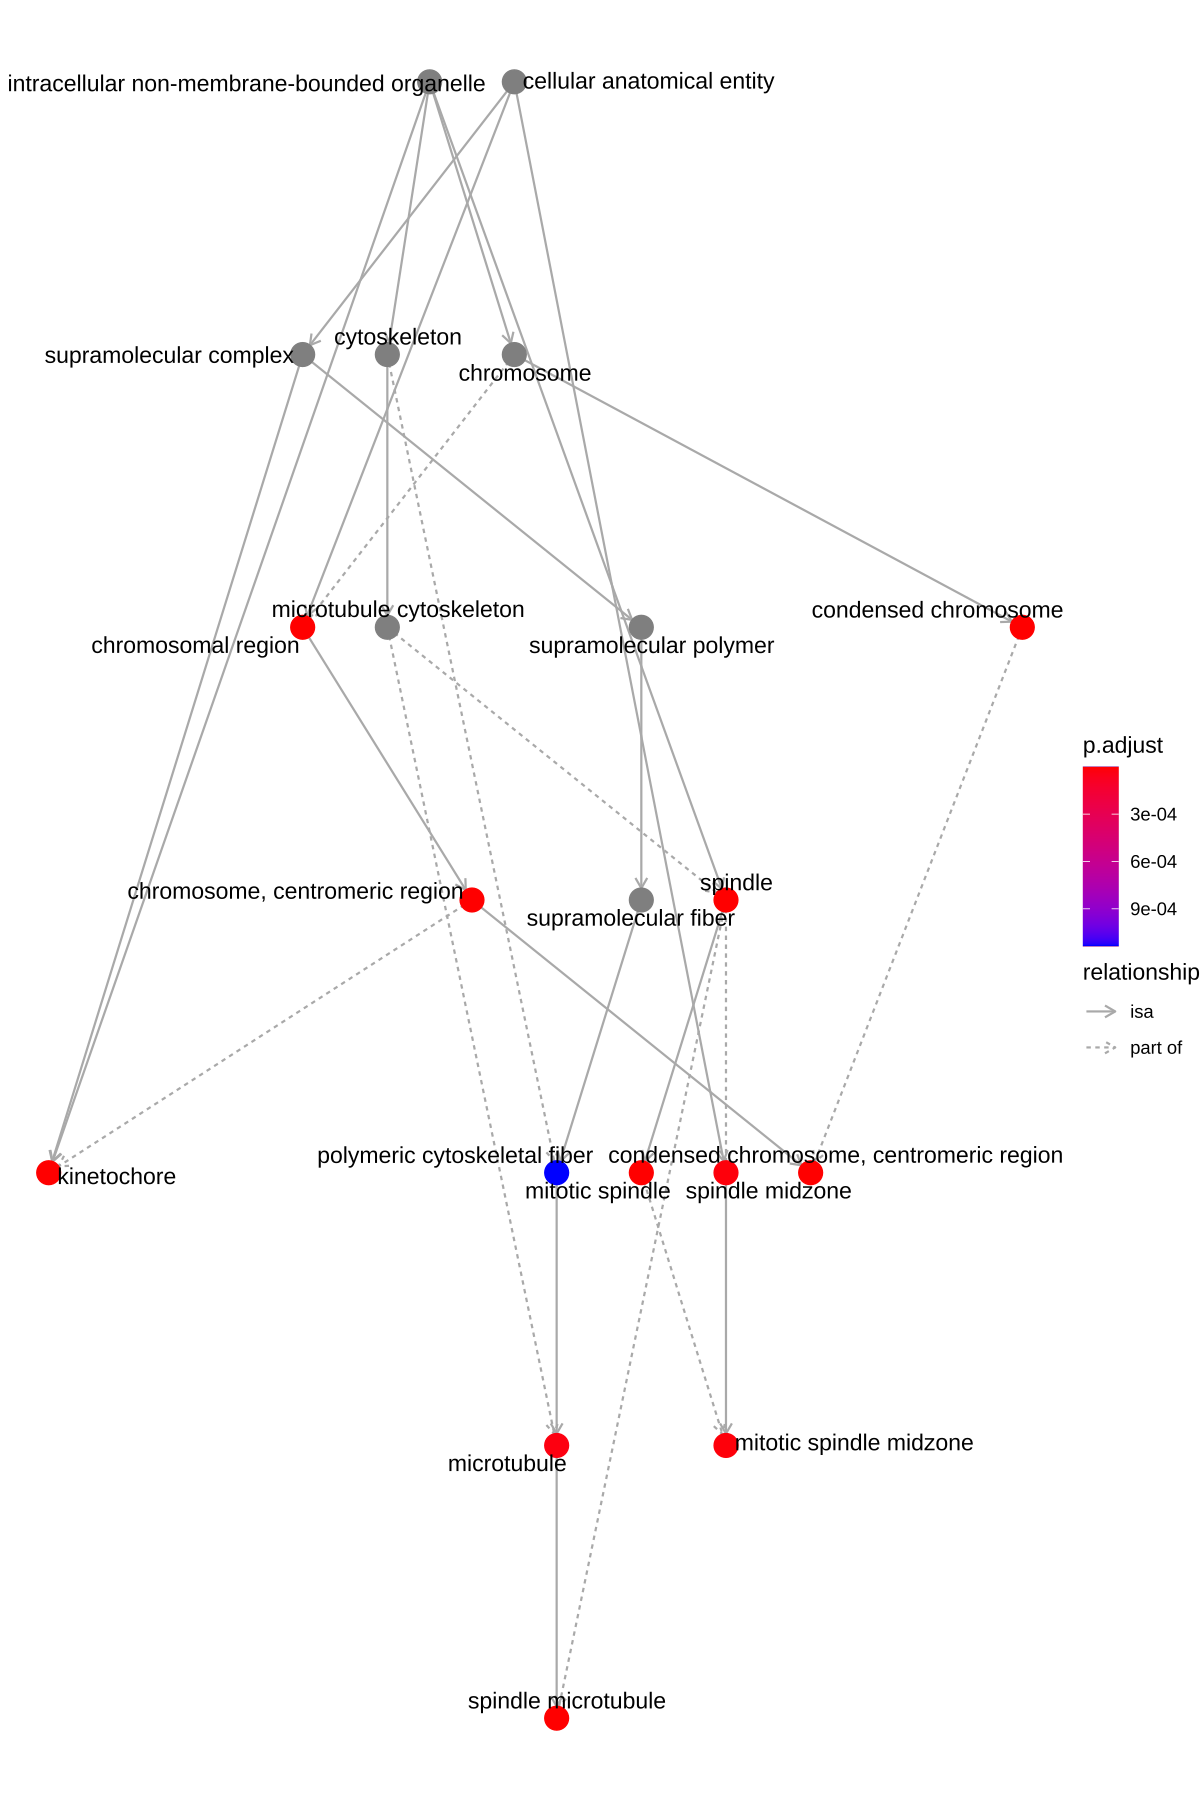 intracellular non-membrane-bounded organelle
cellular anatomical entity
cytoskeleton
supramolecular complex
chromosome
microtubule cytoskeleton
condensed chromosome
chromosomal region
supramolecular polymer
p.adjust
3e-04
6e-04
9e-04
spindle
chromosome, centromeric region
supramolecular fiber
relationship
isa
part of
polymeric cytoskeletal fiber
condensed chromosome, centromeric region
kinetochore
mitotic spindle
spindle midzone
mitotic spindle midzone
microtubule
spindle microtubule